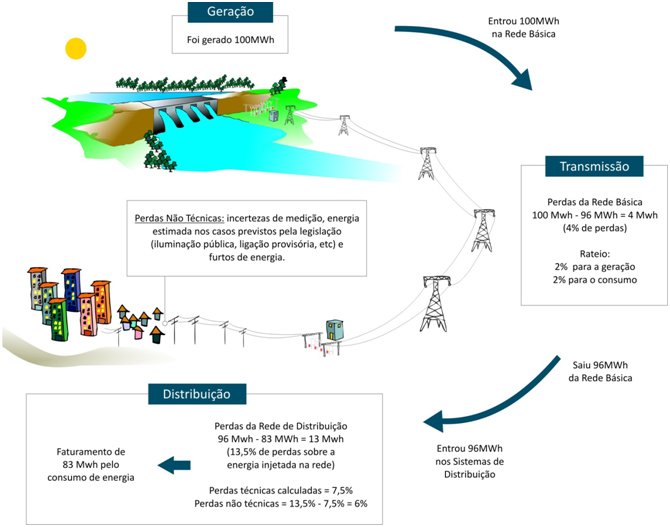 Geração
Foi gerado 100MWh
Entrou 100MWh
na Rede Básica
Transmissão
Perdas da Rede Básica
100 Mwh - 96 MWh = 4 Mwh
(4% de perdas)
Rateio:
2% para a geração
2% para o consumo
Perdas Não Técnicas: incertezas de medição, energia
estimada nos casos previstos pela legislação
(iluminação pública, ligação provisória, etc) e
furtos de energia.
Saiu 96MWh
da Rede Básica
Entrou 96MWh
nos Sistemas de
Distribuição
Distribuição
Perdas da Rede de Distribuição
96 Mwh - 83 MWh = 13 Mwh
(13,5% de perdas sobre a
energia injetada na rede)
Perdas técnicas calculadas = 7,5%
Perdas não técnicas = 13,5% - 7,5% = 6%
Faturamento de
83 Mwh pelo
consumo de energia